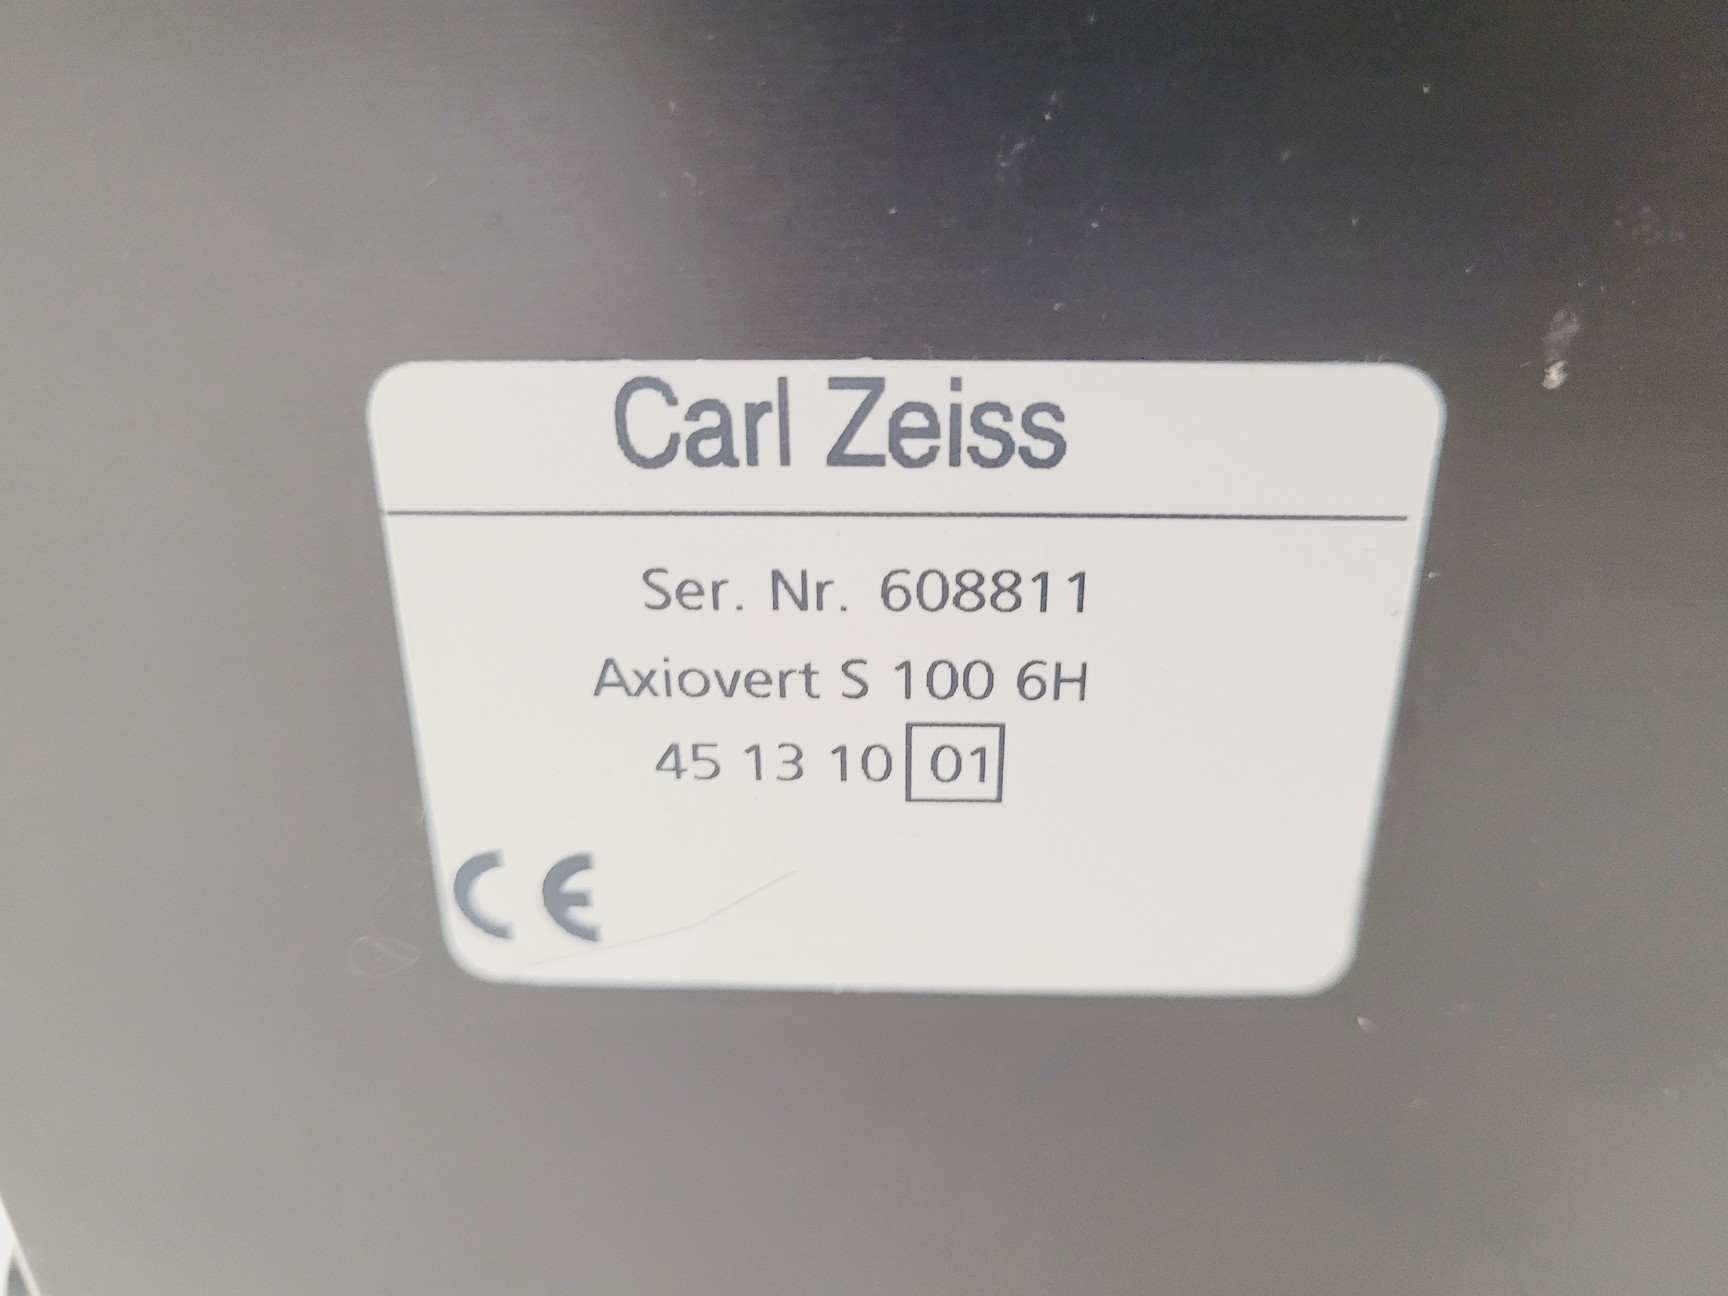 Carl Zeiss
Ser. Nr. 608811
Axiovert S 100 6H
45 13 10 01
CE